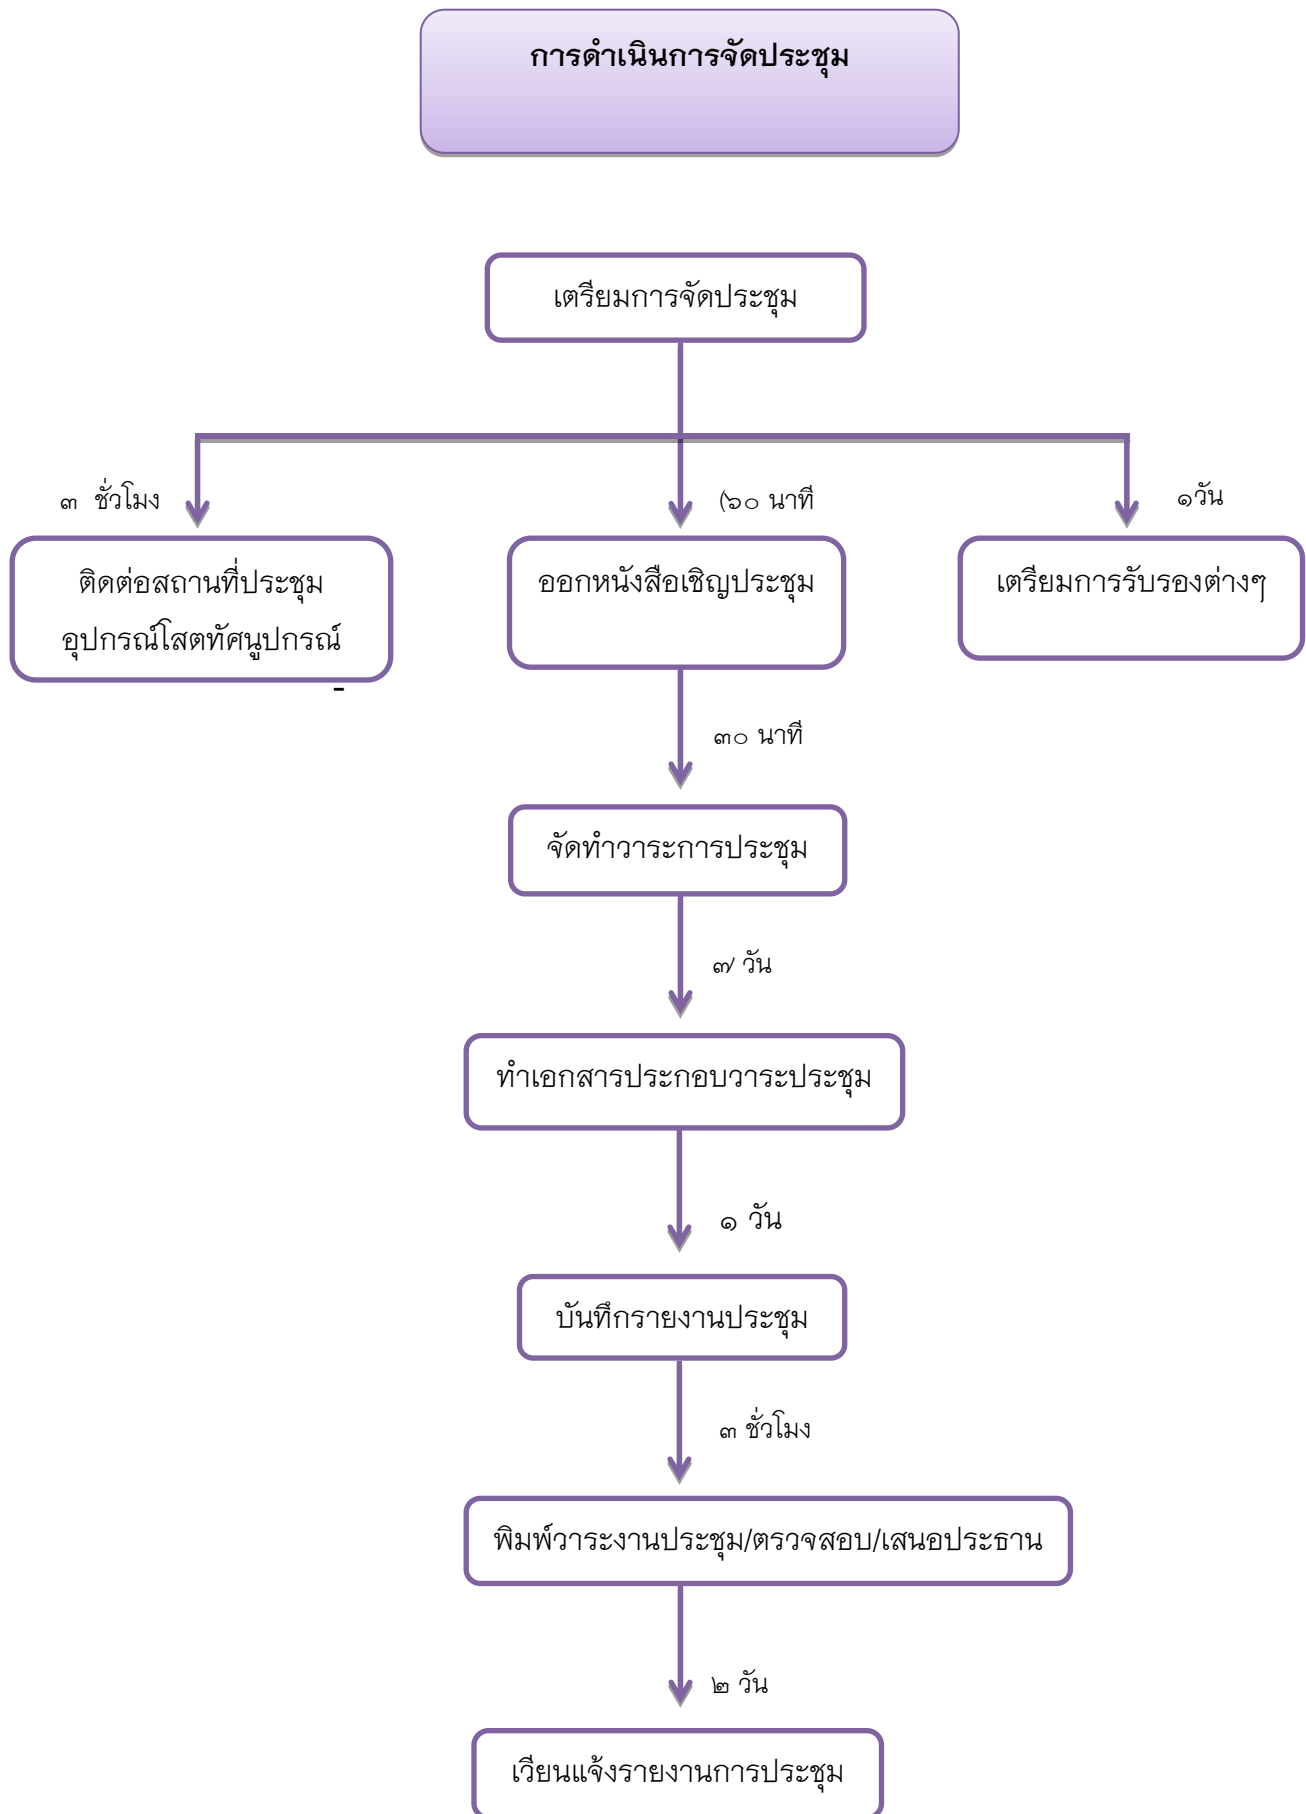 การดำเนินการจัดประชุม
เตรียมการจัดประชุม
๓ ชั่วโมง
๖๐ นาที
๑วัน
ติดต่อสถานที่ประชุม
อุปกรณ์โสตทัศนูปกรณ์
ออกหนังสือเชิญประชุม
เตรียมการรับรองต่างๆ
๓๐ นาที
จัดทำวาระการประชุม
๗ วัน
ทำเอกสารประกอบวาระประชุม
๑ วัน
บันทึกรายงานประชุม
๓ ชั่วโมง
พิมพ์วาระงานประชุม/ตรวจสอบ/เสนอประธาน
๒ วัน
เวียนแจ้งรายงานการประชุม